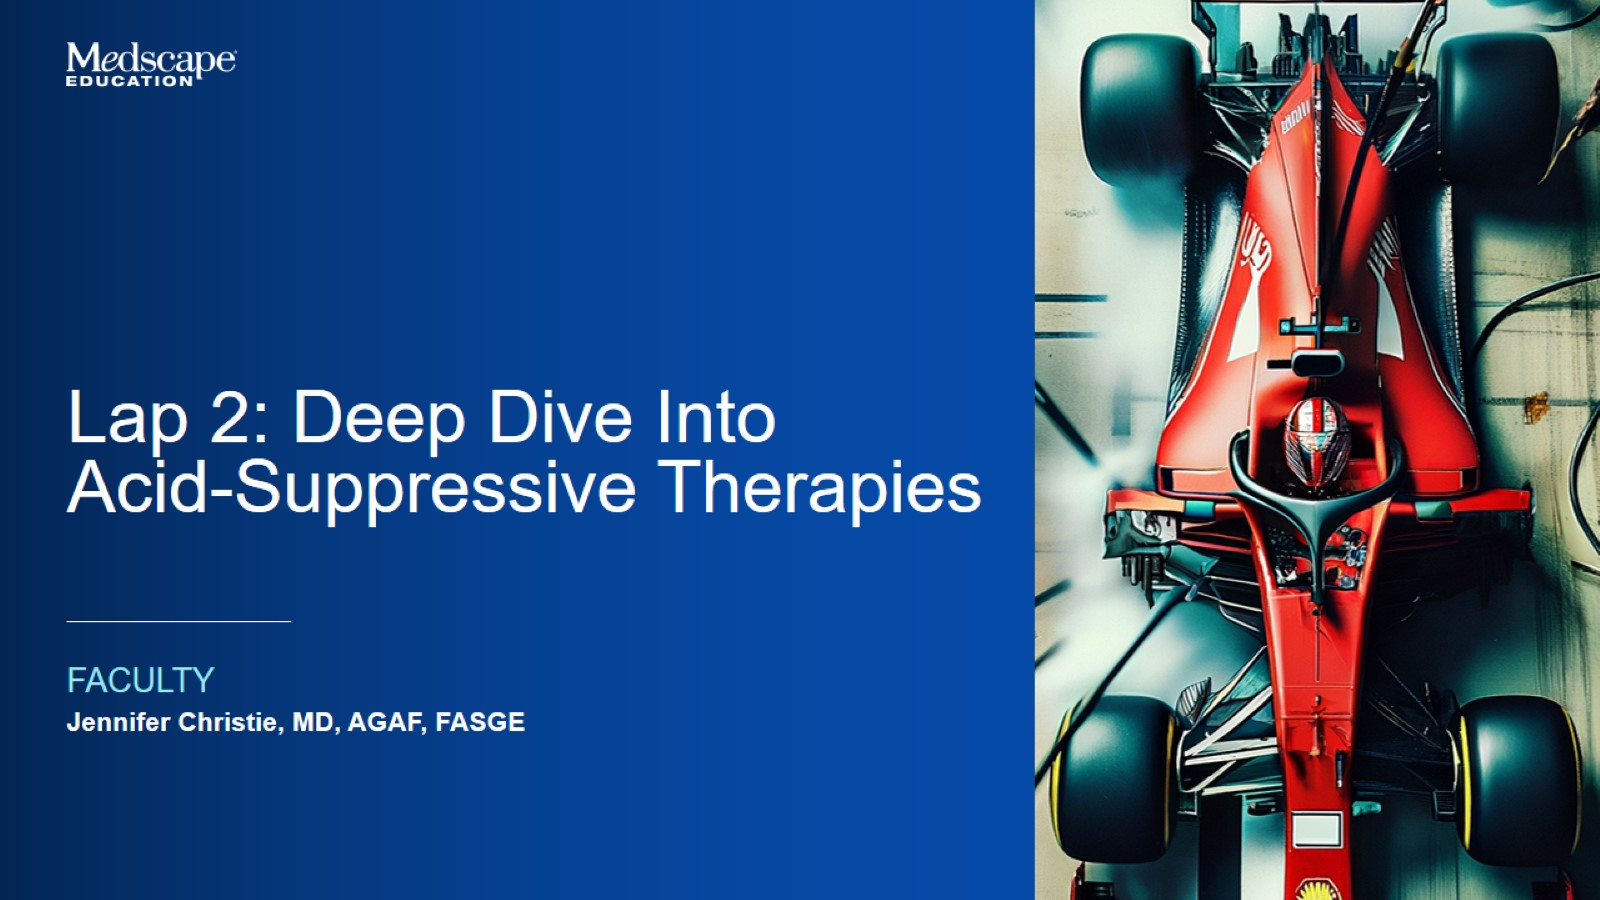 Medscape
EDUCATION
Lap 2: Deep Dive Into
Acid-Suppressive Therapies
FACULTY
Jennifer Christie, MD, AGAF, FASGE